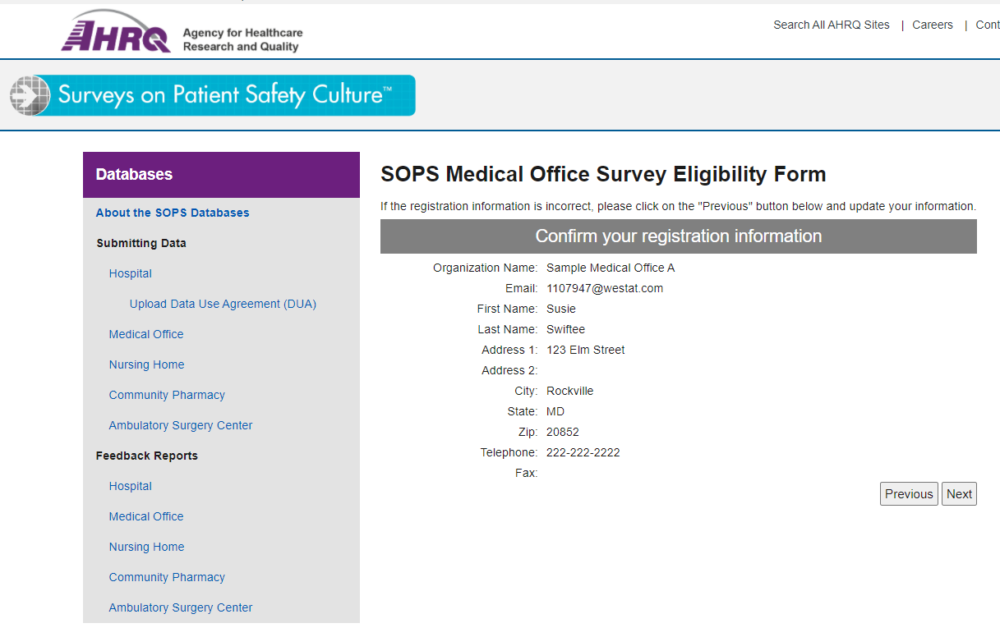 AHRQ
Agency for Healthcare
Research and Quality
Search All AHRQ Sites | Careers | Cont
Surveys on Patient Safety Culture™
Databases
About the SOPS Databases
Submitting Data
Hospital
Upload Data Use Agreement (DUA)
Medical Office
Nursing Home
Community Pharmacy
Ambulatory Surgery Center
Feedback Reports
Hospital
Medical Office
Nursing Home
Community Pharmacy
Ambulatory Surgery Center
SOPS Medical Office Survey Eligibility Form
If the registration information is incorrect, please click on the "Previous" button below and update your information.
Confirm your registration information
Organization Name: Sample Medical Office A
Email: 1107947@westat.com
First Name: Susie
Last Name: Swiftee
Address 1: 123 Elm Street
Address 2:
City: Rockville
State: MD
Zip: 20852
Telephone: 222-222-2222
Fax:
Previous Next